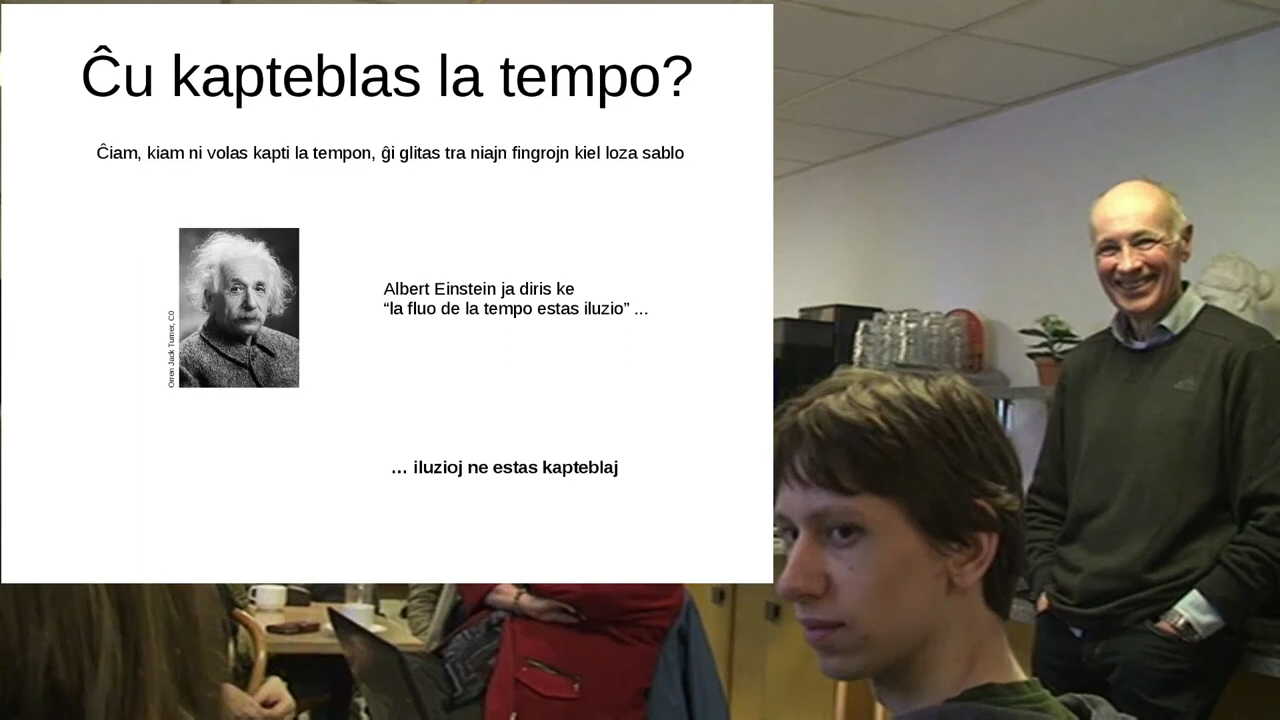 Ĉu kapteblas la tempo?
Ĉiam, kiam ni volas kapti la tempon, ĝi glitas tra niajn fingrojn kiel loza sablo
Orren Jack Turner, C0
Albert Einstein ja diris ke
“la fluo de la tempo estas iluzio” ...
… iluzioj ne estas kapteblaj